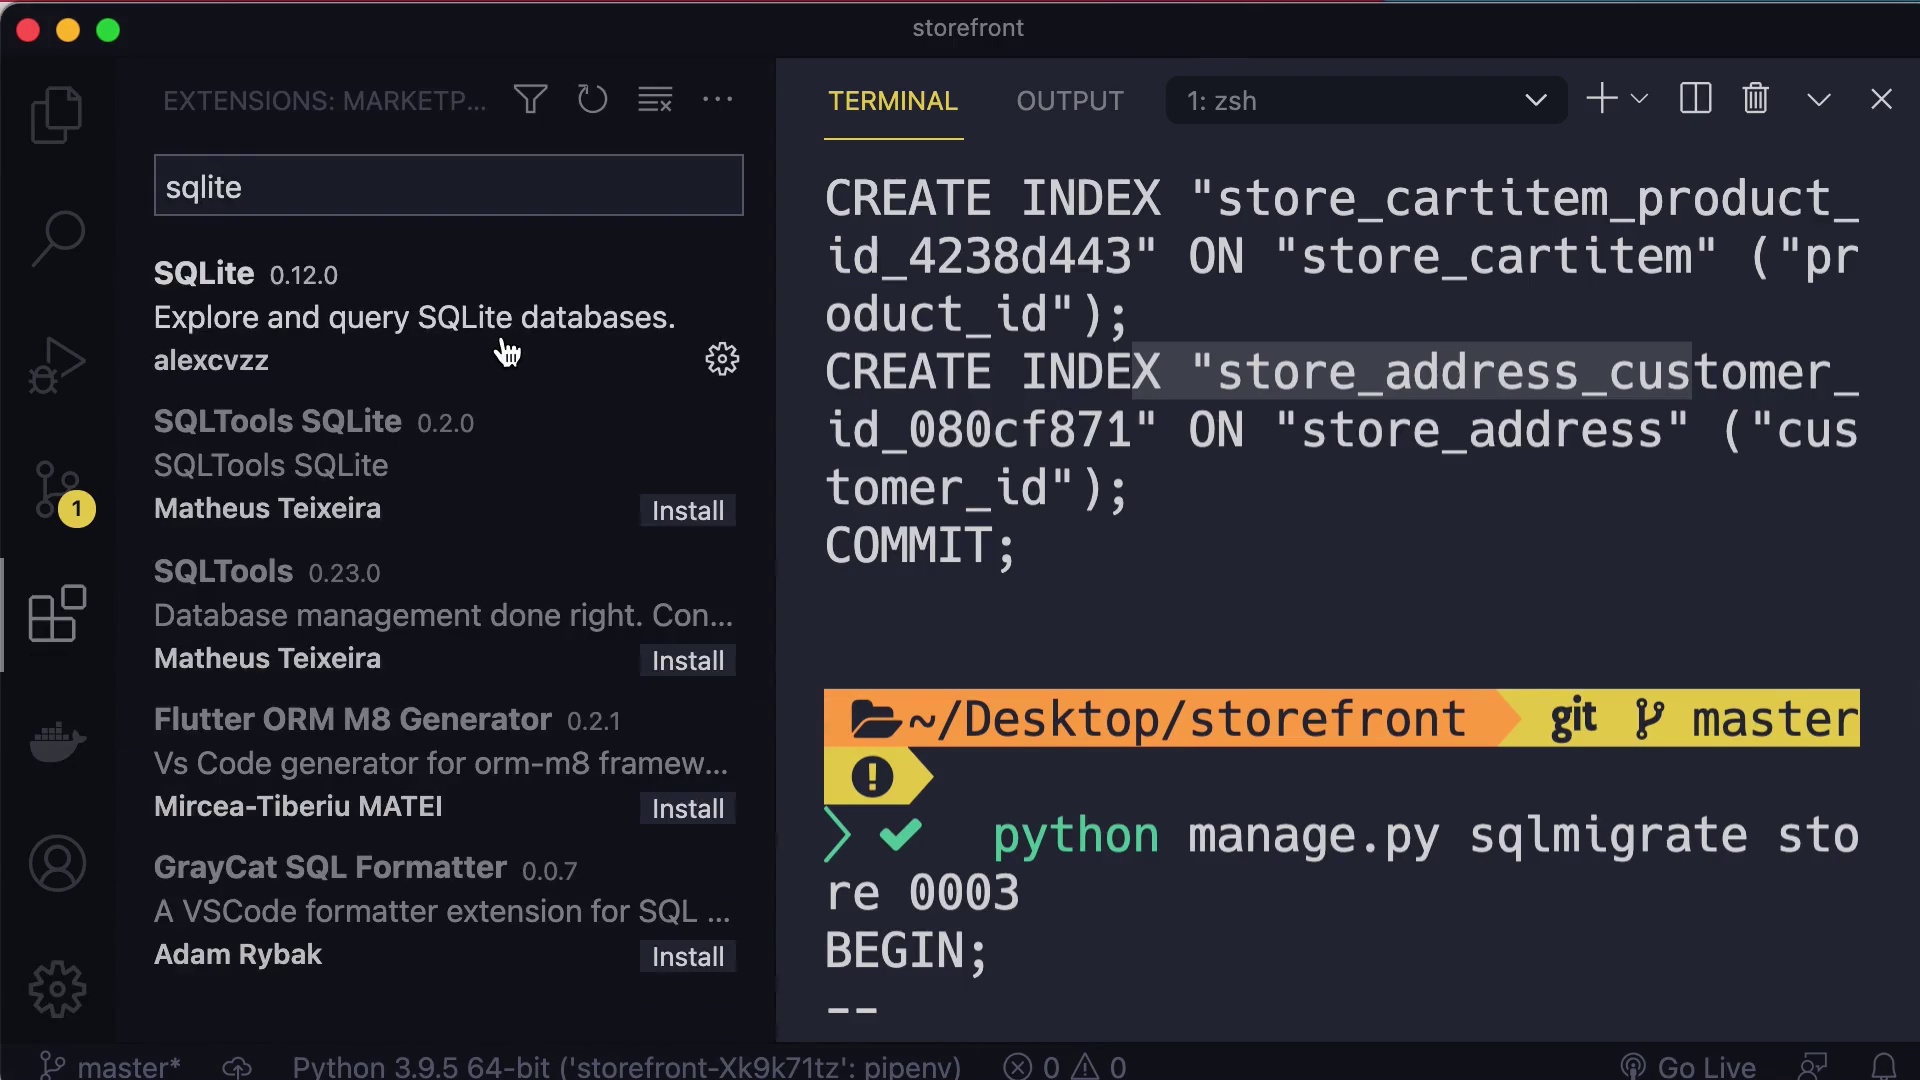 storefront
EXTENSIONS: MARKETP...
sqlite
SQLite 0.12.0
Explore and query SQLite databases.
alexcvzz
SQLTools SQLite 0.2.0
SQLTools SQLite
Matheus Teixeira
Install
SQLTools 0.23.0
Database management done right. Con...
Matheus Teixeira
Install
Flutter ORM M8 Generator 0.2.1
Vs Code generator for orm-m8 framew...
Mircea-Tiberiu MATEI
Install
GrayCat SQL Formatter 0.0.7
A VSCode formatter extension for SQL ...
Adam Rybak
Install
1
TERMINAL OUTPUT 1: zsh
CREATE INDEX "store_cartitem_product_
id_4238d443" ON "store_cartitem" ("pr
oduct_id");
CREATE INDEX "store_address_customer_
id_080cf871" ON "store_address" ("cus
tomer_id");
COMMIT;
~/Desktop/storefront git master
python manage.py sqlmigrate sto
re 0003
BEGIN;
--
master* Python 3.9.5 64-bit ('storefront-Xk9k71tz': pipenv) 0 0 Go Live